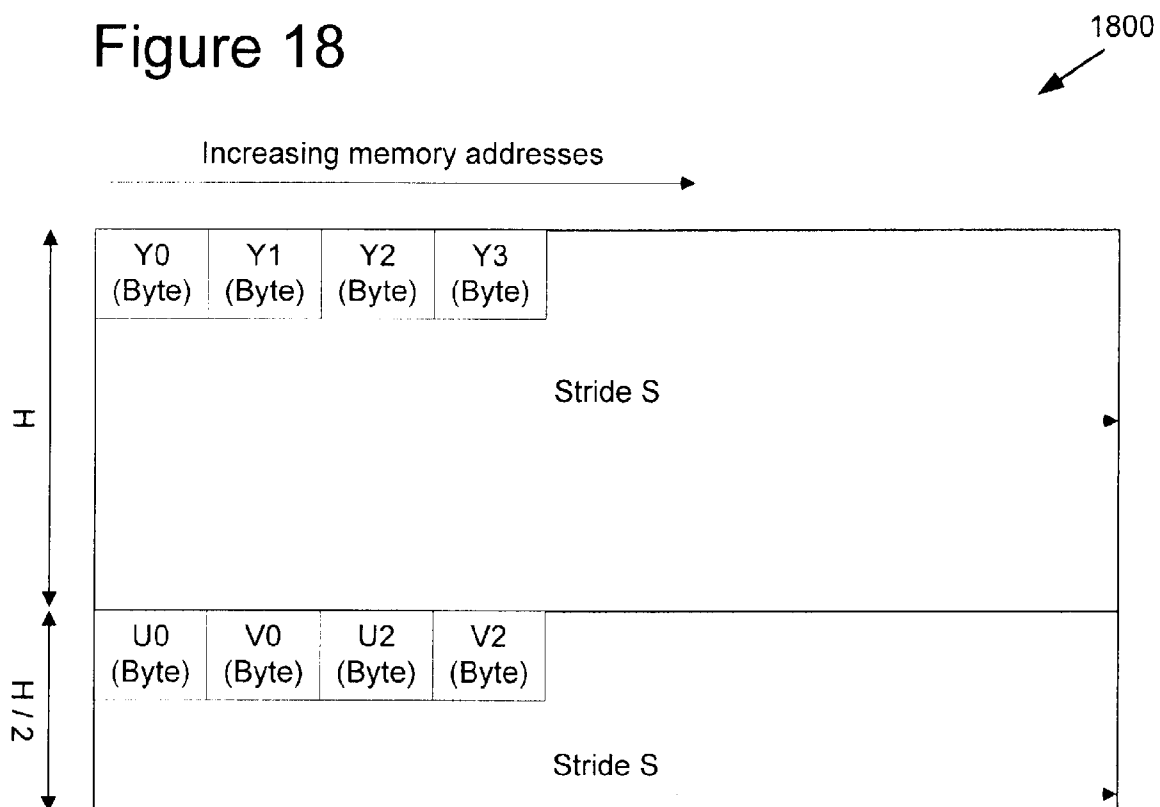 Figure 18
1800
Increasing memory addresses
Y0 Y1 Y2 Y3
(Byte) (Byte) (Byte) (Byte)
Stride S
H
U0 V0 U2 V2
(Byte) (Byte) (Byte) (Byte)
H / 2
Stride S